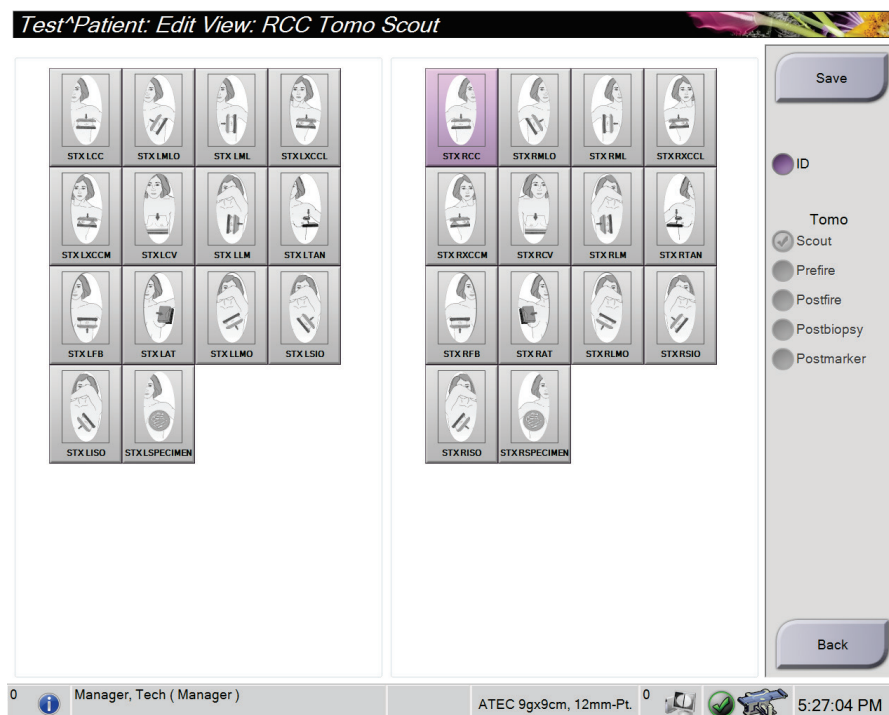 Test^Patient: Edit View: RCC Tomo Scout
STX LCC STX LMLO STX LML STX LXCCL
STX LXCCM STX LCV STX LLM STX LTAN
STX LFB STX LAT STX LLMO STX LSIO
STX LISO STX LSPECIMEN
STX RCC STX RMLO STX RML STX RXCCL
STX RXCCM STX RCV STX RLM STX RTAN
STX RFB STX RAT STX RLMO STX RSIO
STX RISO STX RSPECIMEN
Save
ID
Tomo
Scout
Prefire
Postfire
Postbiopsy
Postmarker
Back
0 Manager, Tech ( Manager ) ATEC 9gx9cm, 12mm-Pt. 0 5:27:04 PM